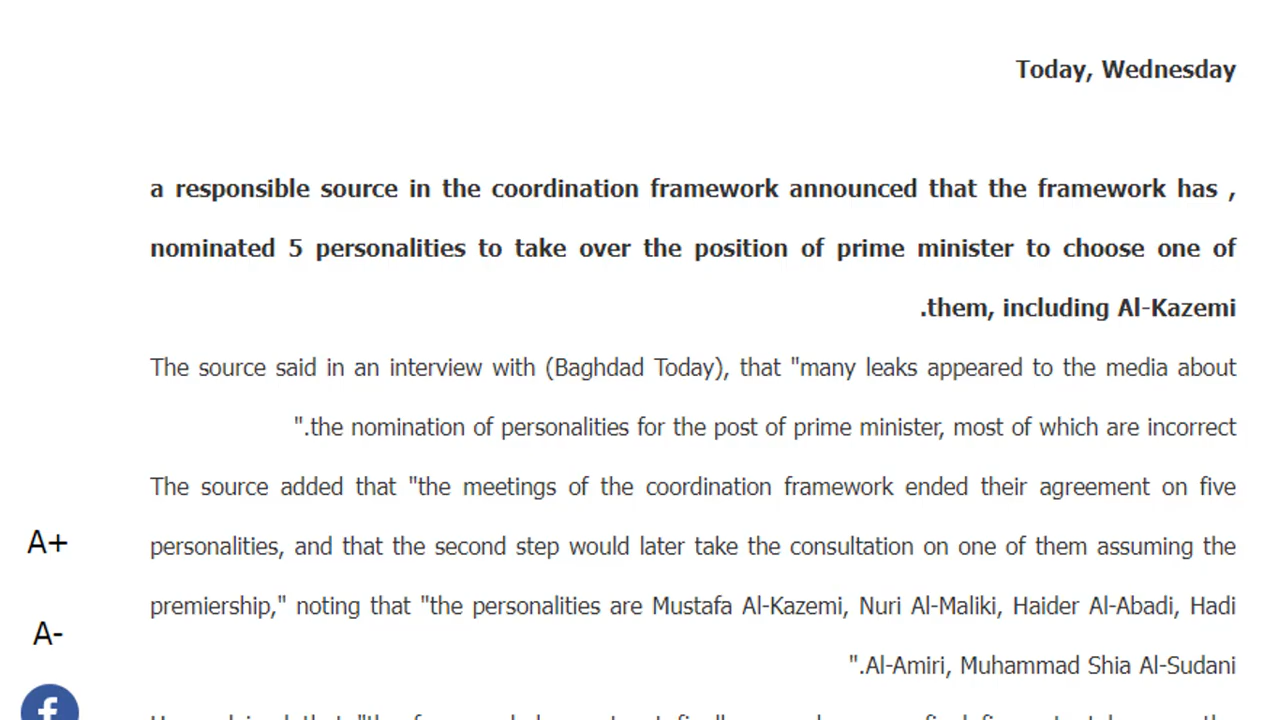 Today, Wednesday
a responsible source in the coordination framework announced that the framework has ,
nominated 5 personalities to take over the position of prime minister to choose one of
.them, including Al-Kazemi
The source said in an interview with (Baghdad Today), that "many leaks appeared to the media about
".the nomination of personalities for the post of prime minister, most of which are incorrect
The source added that "the meetings of the coordination framework ended their agreement on five
personalities, and that the second step would later take the consultation on one of them assuming the
premiership," noting that "the personalities are Mustafa Al-Kazemi, Nuri Al-Maliki, Haider Al-Abadi, Hadi
".Al-Amiri, Muhammad Shia Al-Sudani
A+
A-